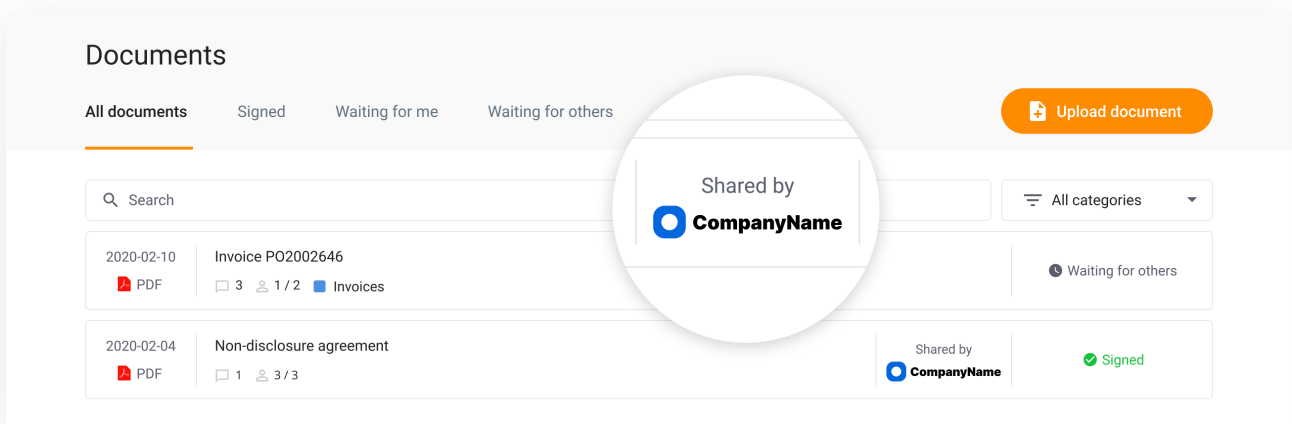 Documents
All documents Signed Waiting for me Waiting for others
Upload document
Search
All categories
Shared by
CompanyName
2020-02-10
PDF
Invoice PO2002646
3 1 / 2 Invoices
Waiting for others
2020-02-04
PDF
Non-disclosure agreement
1 3 / 3
Shared by
CompanyName
Signed